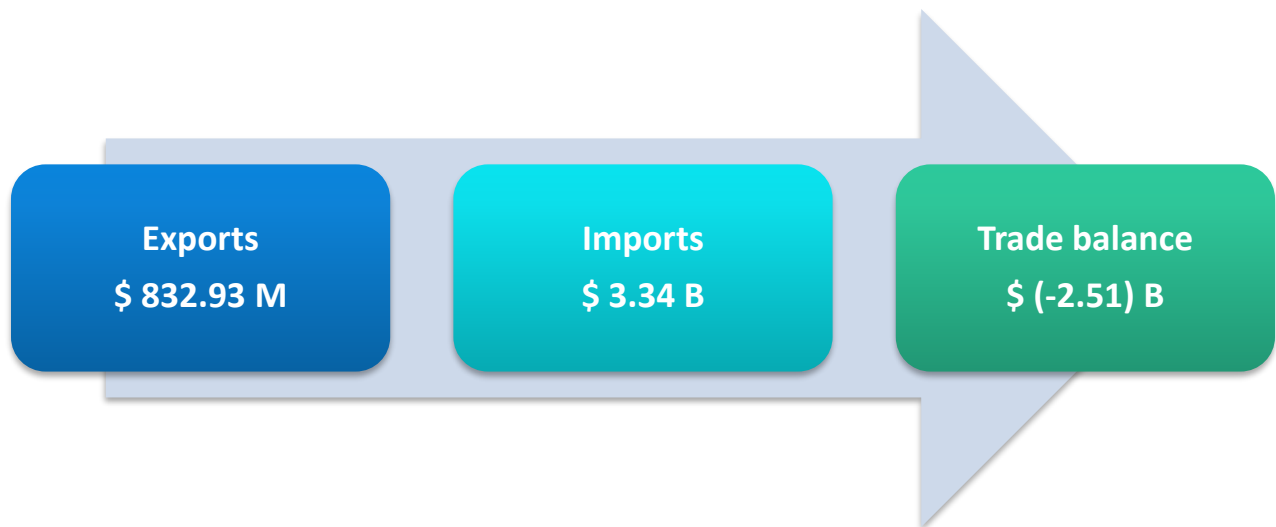 Exports
$ 832.93 M
Imports
$ 3.34 B
Trade balance
$ (-2.51) B